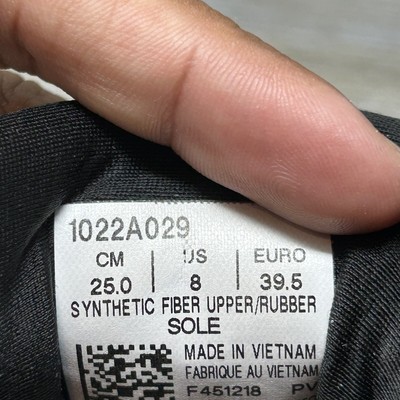 1022A029
CM US EURO
25.0 8 39.5
SYNTHETIC FIBER UPPER/RUBBER
SOLE
MADE IN VIETNAM
FABRIQUE AU VIETNAM
F451218 PV